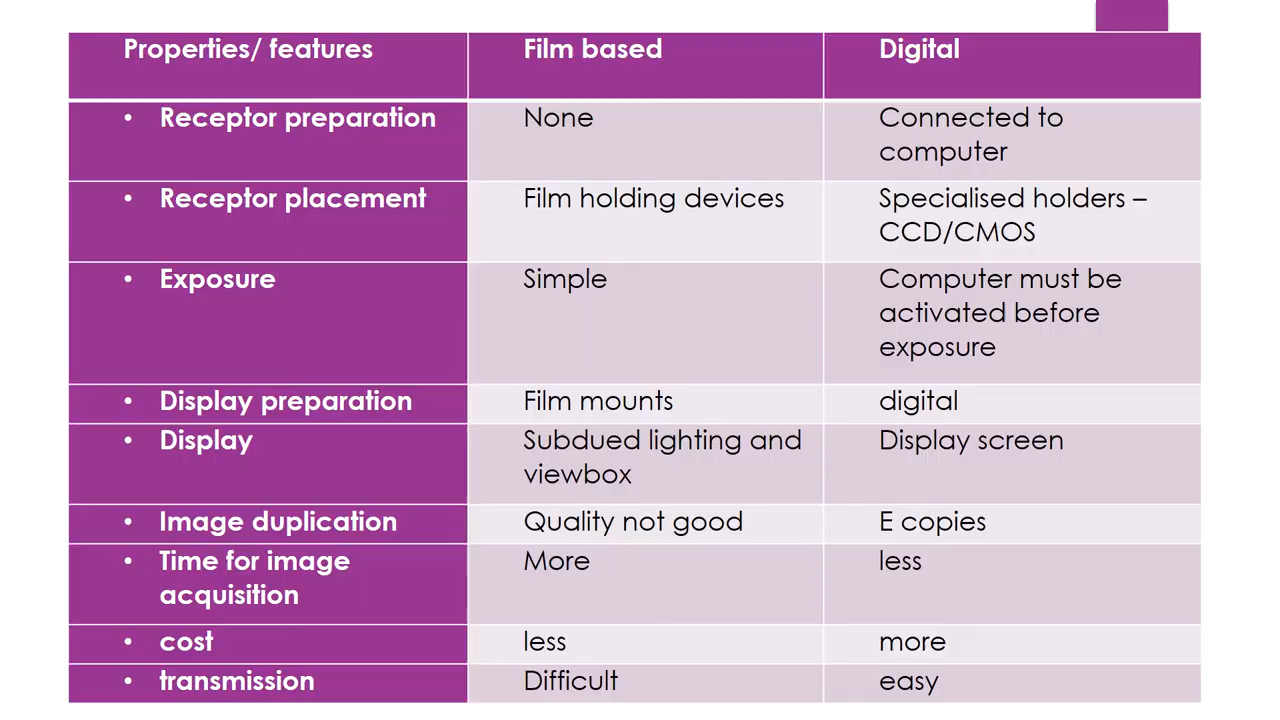 Properties/ features Film based Digital
• Receptor preparation None Connected to
computer
• Receptor placement Film holding devices Specialised holders –
CCD/CMOS
• Exposure Simple Computer must be
activated before
exposure
• Display preparation Film mounts digital
• Display Subdued lighting and Display screen
viewbox
• Image duplication Quality not good E copies
• Time for image More less
acquisition
• cost less more
• transmission Difficult easy